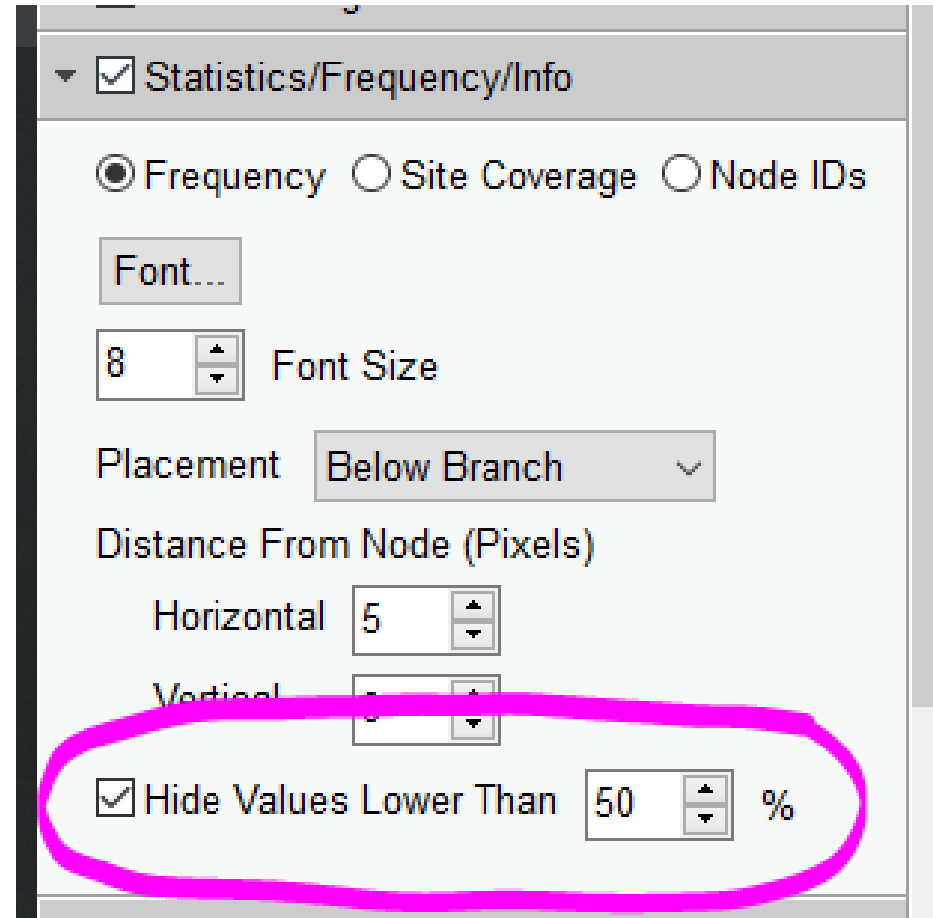 Statistics/Frequency/Info
Frequency Site Coverage Node IDs
Font...
8 Font Size
Placement Below Branch
Distance From Node (Pixels)
Horizontal 5
Vertical
Hide Values Lower Than 50 %